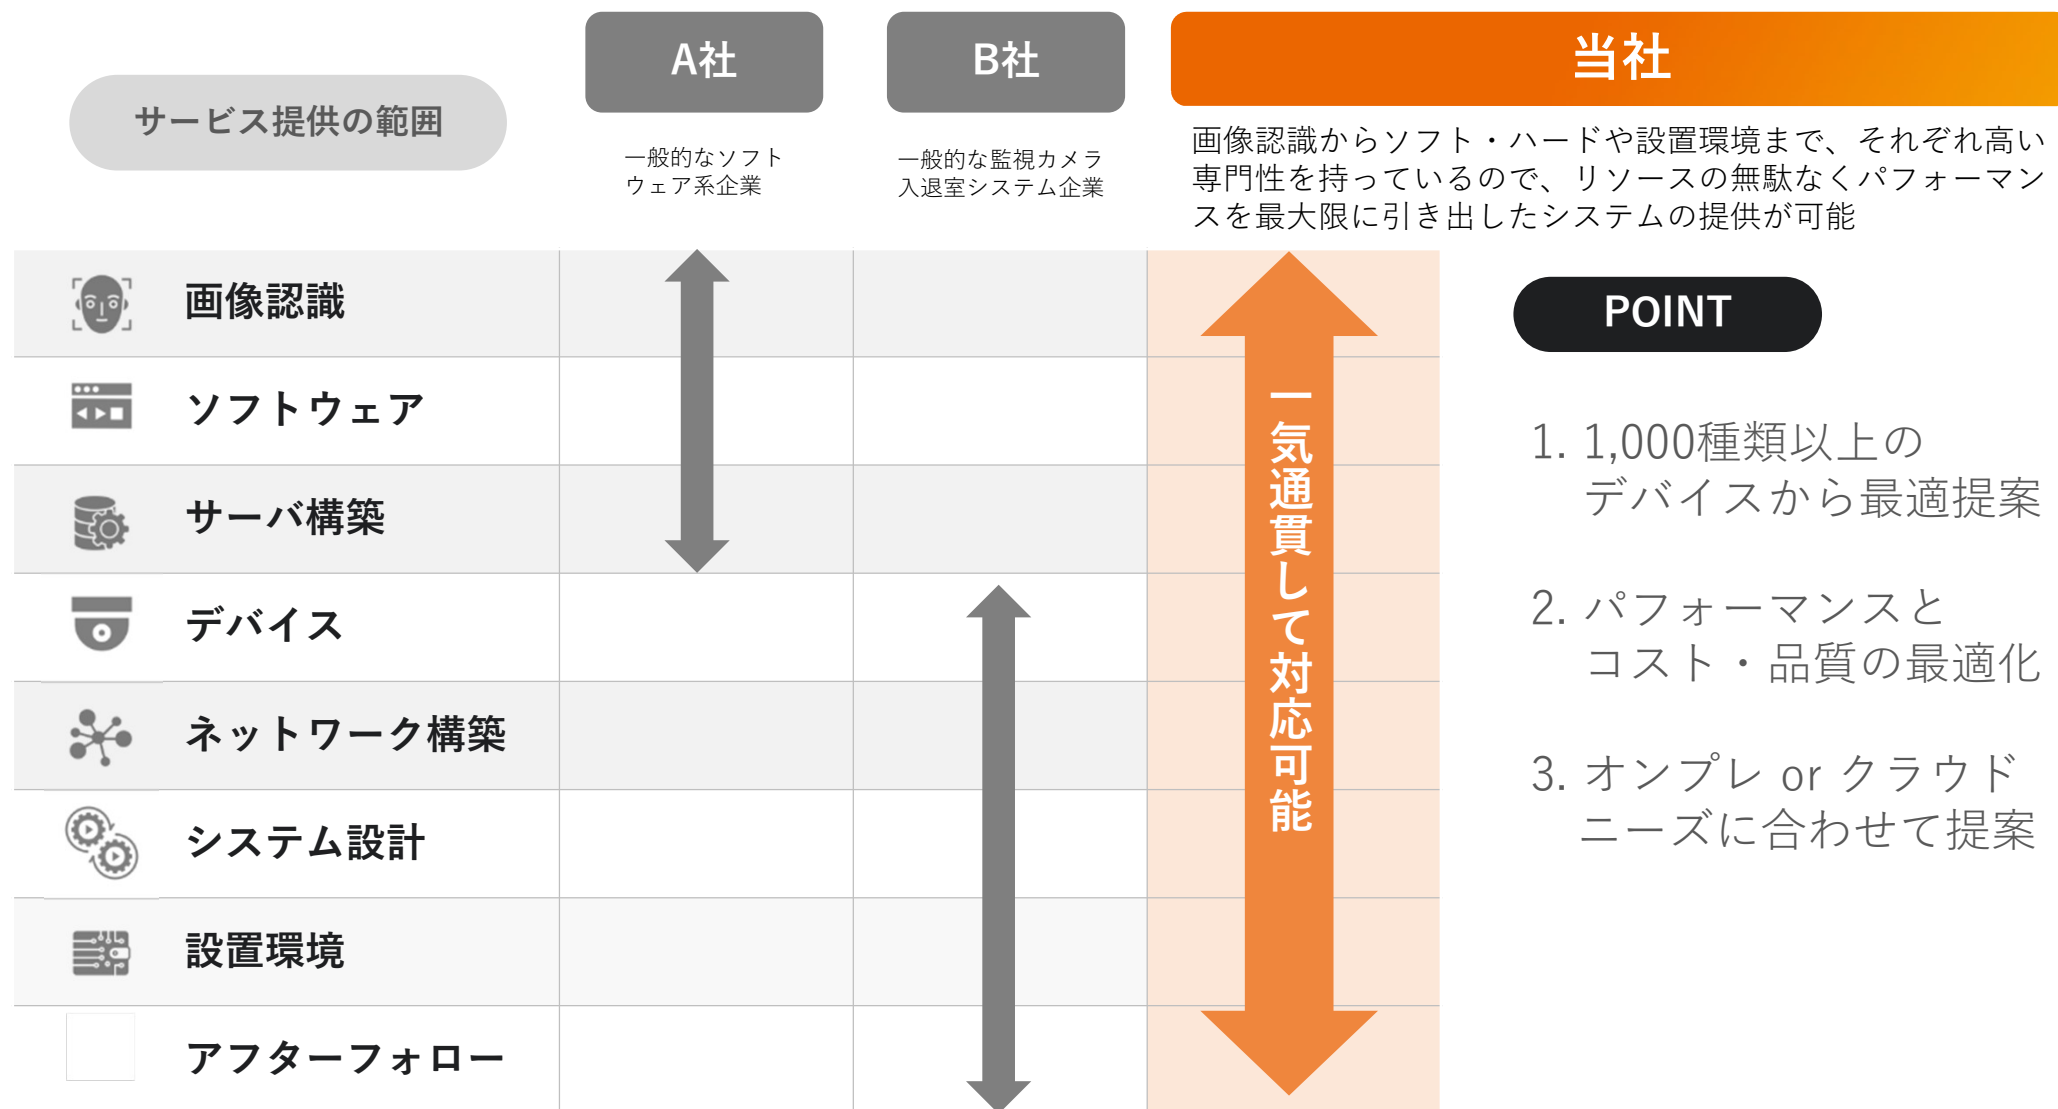 サービス提供の範囲
A社
一般的なソフト
ウェア系企業
B社
一般的な監視カメラ
入退室システム企業
当社
画像認識からソフト・ハードや設置環境まで、それぞれ高い
専門性を持っているので、リソースの無駄なくパフォーマン
スを最大限に引き出したシステムの提供が可能
画像認識
ソフトウェア
サーバ構築
デバイス
ネットワーク構築
システム設計
設置環境
アフターフォロー
一気通貫して対応可能
POINT
1. 1,000種類以上の
デバイスから最適提案
2. パフォーマンスと
コスト・品質の最適化
3. オンプレ or クラウド
ニーズに合わせて提案